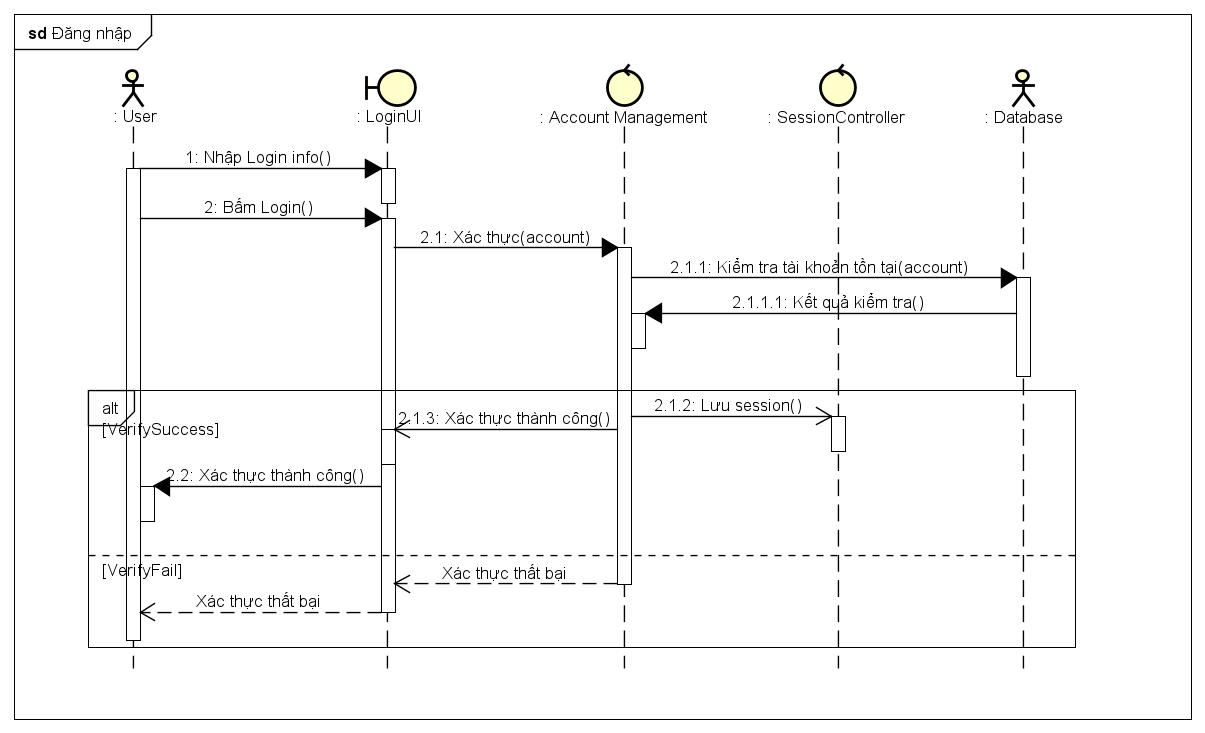 sd Đăng nhập
: User
: LoginUI
: Account Management
: SessionController
: Database
1: Nhập Login info()
2: Bấm Login()
2.1: Xác thực(account)
2.1.1: Kiểm tra tài khoản tồn tại(account)
2.1.1.1: Kết quả kiểm tra()
alt
[VerifySuccess]
2.1.2: Lưu session()
2.1.3: Xác thực thành công()
2.2: Xác thực thành công()
[VerifyFail]
Xác thực thất bại
Xác thực thất bại